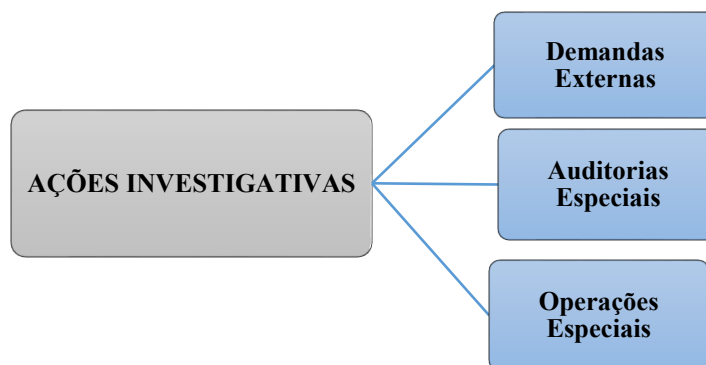 AÇÕES INVESTIGATIVAS
Demandas
Externas
Auditorias
Especiais
Operações
Especiais